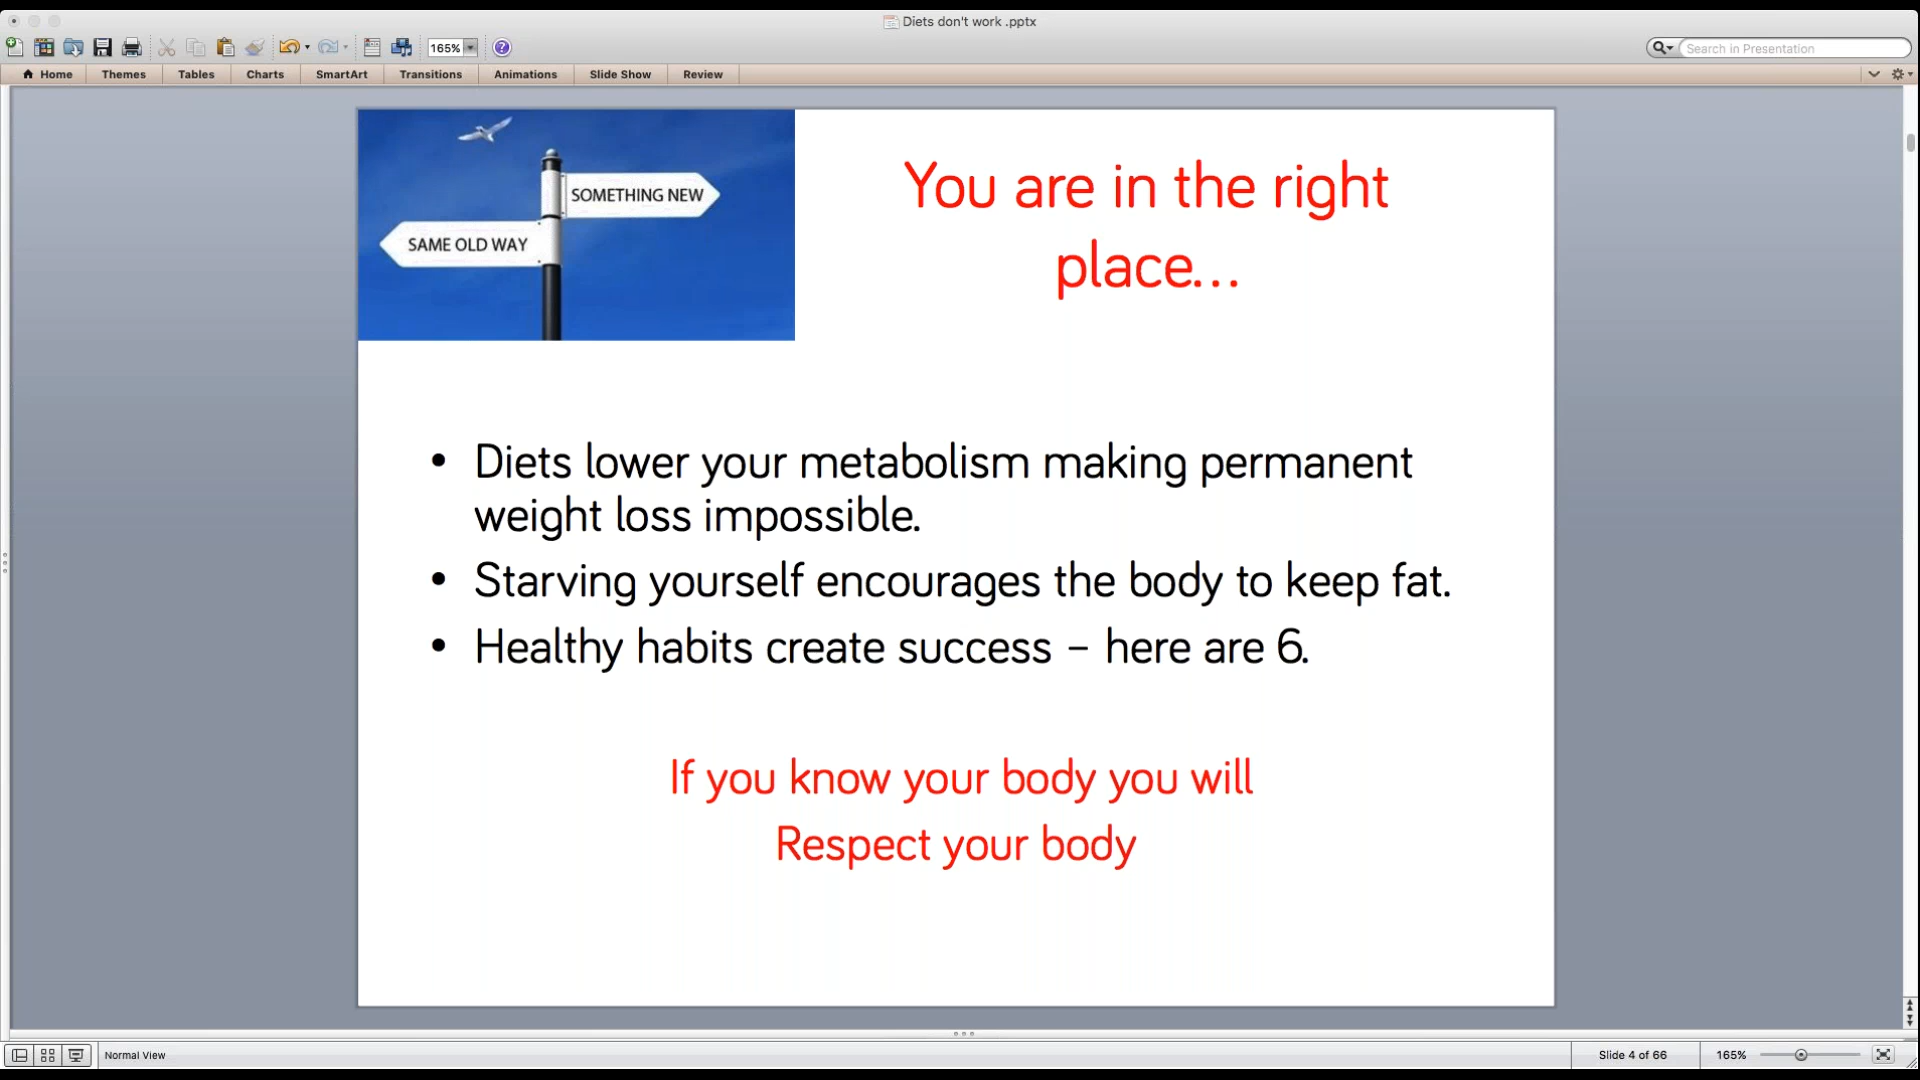 Diets don't work .pptx
165%
Search in Presentation
Home Themes Tables Charts SmartArt Transitions Animations Slide Show Review
SOMETHING NEW
SAME OLD WAY
You are in the right
place...
• Diets lower your metabolism making permanent
weight loss impossible.
• Starving yourself encourages the body to keep fat.
• Healthy habits create success – here are 6.
If you know your body you will
Respect your body
Normal View
Slide 4 of 66
165%